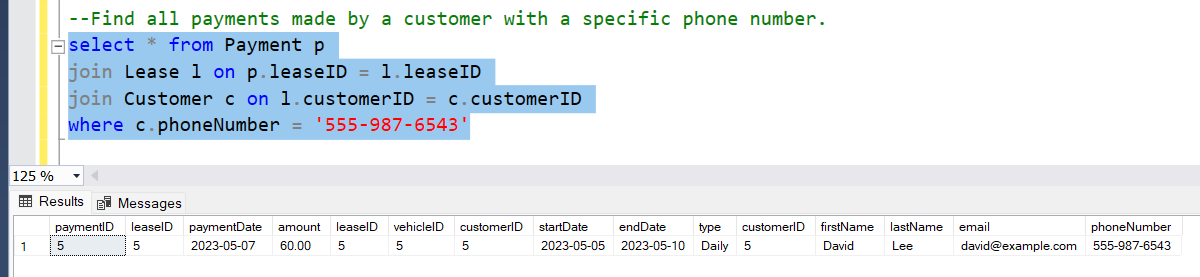 --Find all payments made by a customer with a specific phone number.
select * from Payment p
join Lease l on p.leaseID = l.leaseID
join Customer c on l.customerID = c.customerID
where c.phoneNumber = '555-987-6543'
125 %
Results Messages
paymentID leaseID paymentDate amount leaseID vehicleID customerID startDate endDate type customerID firstName lastName email phoneNumber
1 5 5 2023-05-07 60.00 5 5 5 2023-05-05 2023-05-10 Daily 5 David Lee david@example.com 555-987-6543